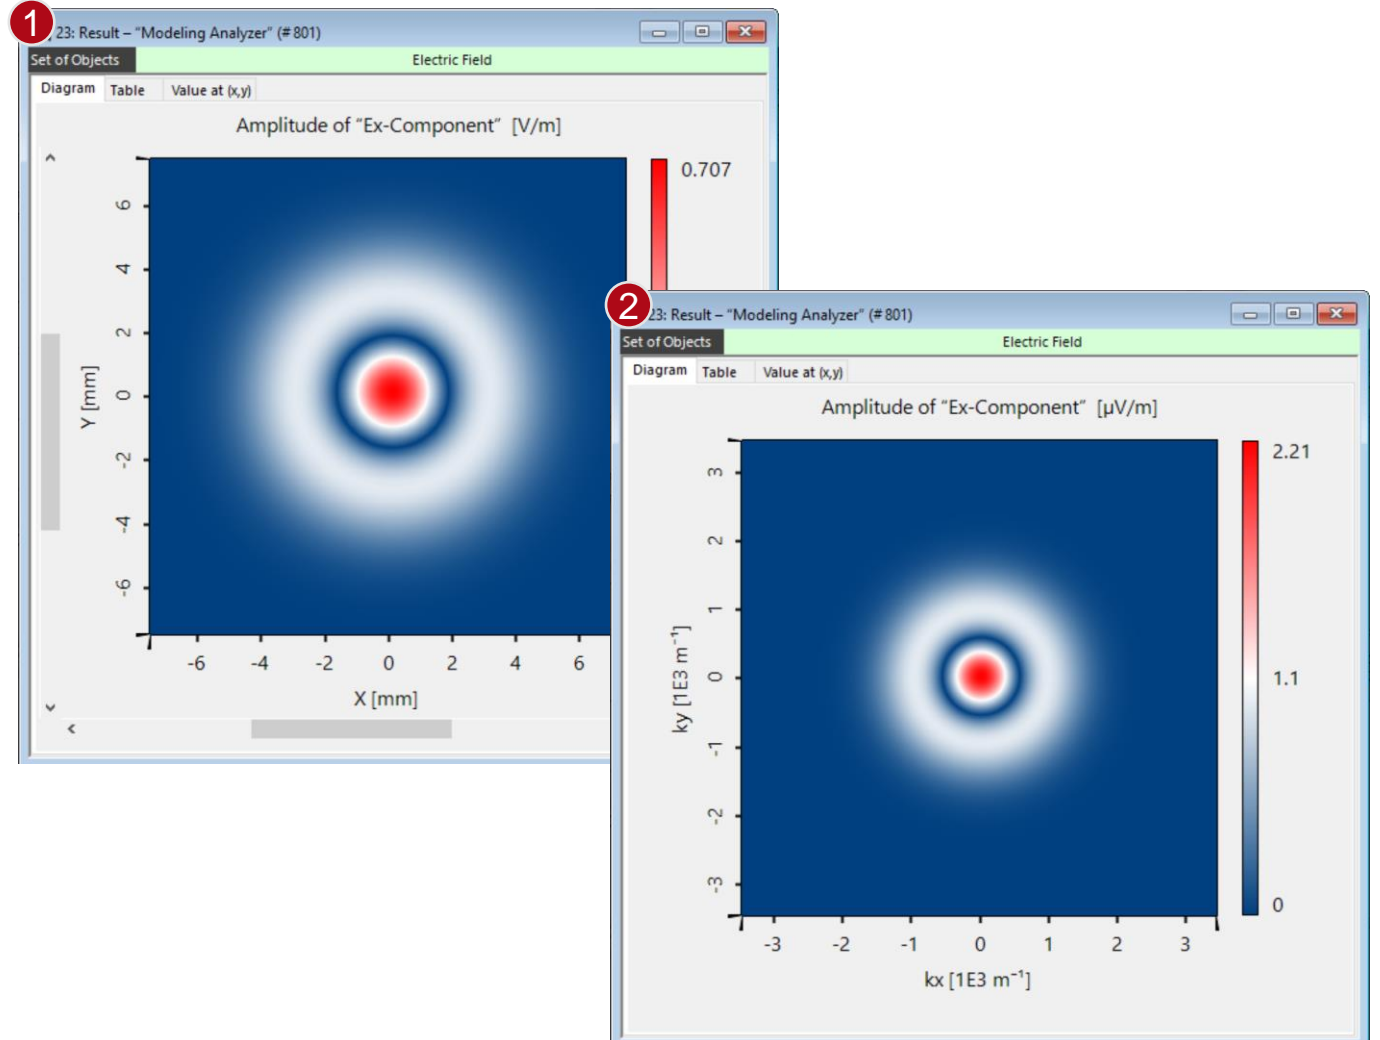 1
23: Result – "Modeling Analyzer" (#801)
Set of Objects
Electric Field
Diagram
Table
Value at (x,y)
Amplitude of "Ex-Component" [V/m]
0.707
6
4
2
0
-2
-4
-6
Y [mm]
-6 -4 -2 0 2 4 6
X [mm]
2
23: Result – "Modeling Analyzer" (#801)
Set of Objects
Electric Field
Diagram
Table
Value at (x,y)
Amplitude of "Ex-Component" [µV/m]
2.21
1.1
0
3
2
1
0
-1
-2
-3
ky [1E3 m⁻¹]
-3 -2 -1 0 1 2 3
kx [1E3 m⁻¹]